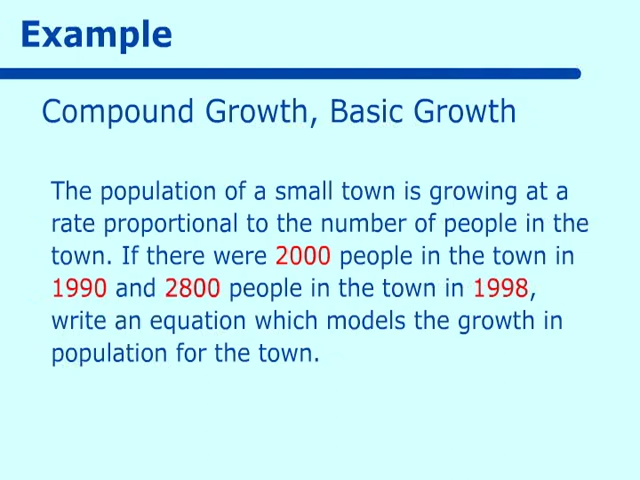 Example
Compound Growth, Basic Growth
The population of a small town is growing at a
rate proportional to the number of people in the
town. If there were 2000 people in the town in
1990 and 2800 people in the town in 1998,
write an equation which models the growth in
population for the town.